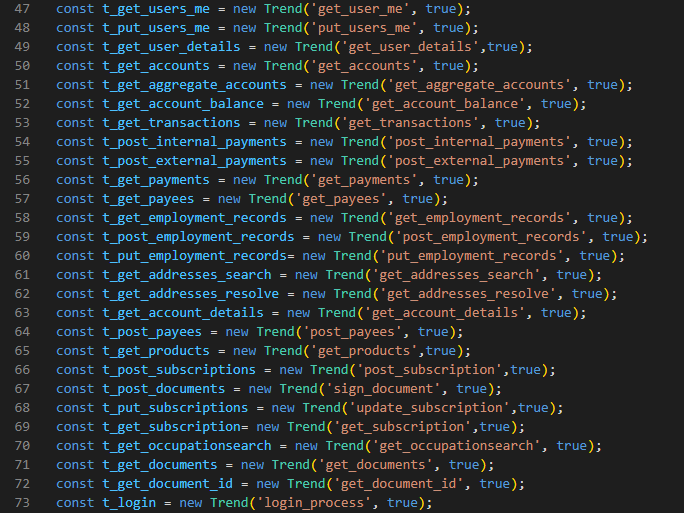 47 const t_get_users_me = new Trend('get_user_me', true);
48 const t_put_users_me = new Trend('put_users_me', true);
49 const t_get_user_details = new Trend('get_user_details',true);
50 const t_get_accounts = new Trend('get_accounts', true);
51 const t_get_aggregate_accounts = new Trend('get_aggregate_accounts', true);
52 const t_get_account_balance = new Trend('get_account_balance', true);
53 const t_get_transactions = new Trend('get_transactions', true);
54 const t_post_internal_payments = new Trend('post_internal_payments', true);
55 const t_post_external_payments = new Trend('post_external_payments', true);
56 const t_get_payments = new Trend('get_payments', true);
57 const t_get_payees = new Trend('get_payees', true);
58 const t_get_employment_records = new Trend('get_employment_records', true);
59 const t_post_employment_records = new Trend('post_employment_records', true);
60 const t_put_employment_records= new Trend('put_employment_records', true);
61 const t_get_addresses_search = new Trend('get_addresses_search', true);
62 const t_get_addresses_resolve = new Trend('get_addresses_resolve', true);
63 const t_get_account_details = new Trend('get_account_details', true);
64 const t_post_payees = new Trend('post_payees', true);
65 const t_get_products = new Trend('get_products',true);
66 const t_post_subscriptions = new Trend('post_subscription',true);
67 const t_post_documents = new Trend('sign_document', true);
68 const t_put_subscriptions = new Trend('update_subscription',true);
69 const t_get_subscription= new Trend('get_subscription',true);
70 const t_get_occupationsearch = new Trend('get_occupationsearch', true);
71 const t_get_documents = new Trend('get_documents', true);
72 const t_get_document_id = new Trend('get_document_id', true);
73 const t_login = new Trend('login_process', true);